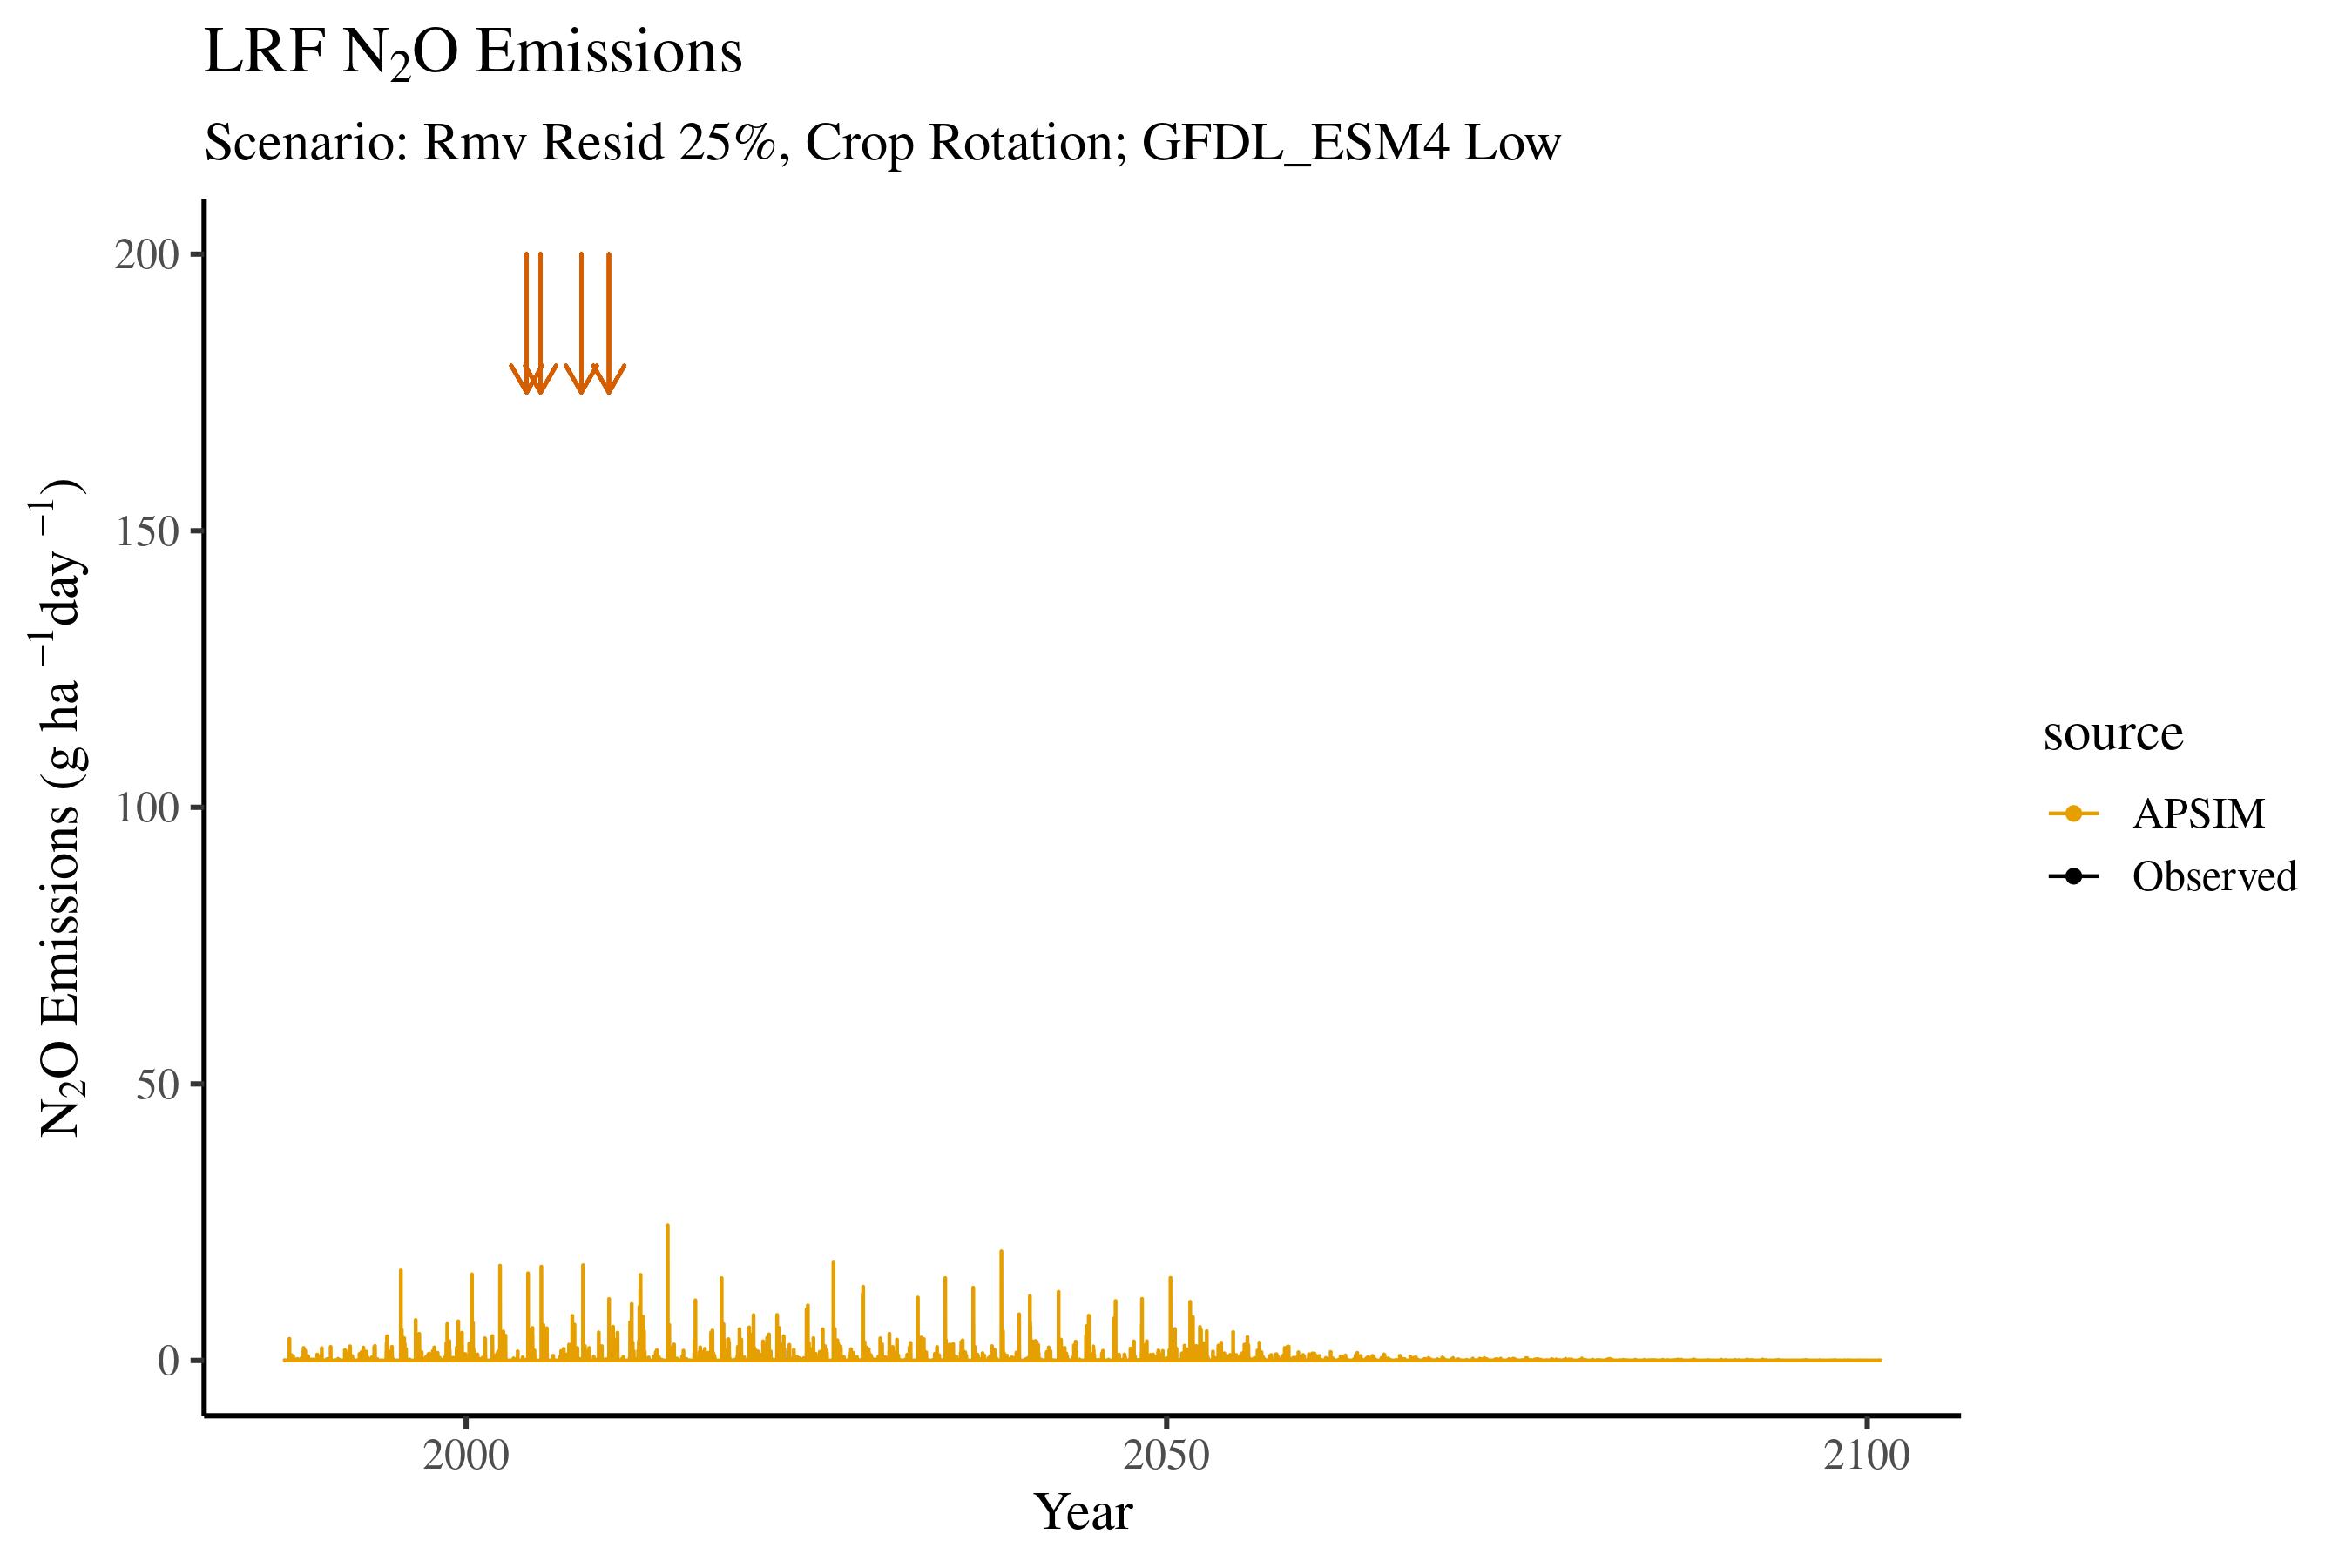 LRF N₂O Emissions
Scenario: Rmv Resid 25%, Crop Rotation; GFDL_ESM4 Low
N₂O Emissions (g ha ⁻¹day ⁻¹)
200
150
100
50
0
2000
2050
2100
Year
source
APSIM
Observed